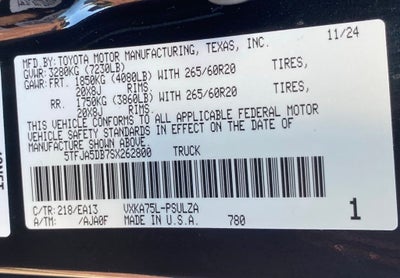 MFD.BY: TOYOTA MOTOR MANUFACTURING, TEXAS, INC. 11/24
GVWR: 3280KG (7230LB)
GAWR: FRT. 1850KG (4080LB) WITH 265/60R20 TIRES,
20X8J RIMS.
RR. 1750KG (3860LB) WITH 265/60R20 TIRES,
20X8J RIMS.
THIS VEHICLE CONFORMS TO ALL APPLICABLE FEDERAL MOTOR
VEHICLE SAFETY STANDARDS IN EFFECT ON THE DATE OF
MANUFACTURE SHOWN ABOVE.
5TFJA5DB7SX262800 TRUCK
C/TR: 218/EA13 VXKA75L-PSULZA
A/TM: /AJA0F MADE IN U.S.A. 780 1